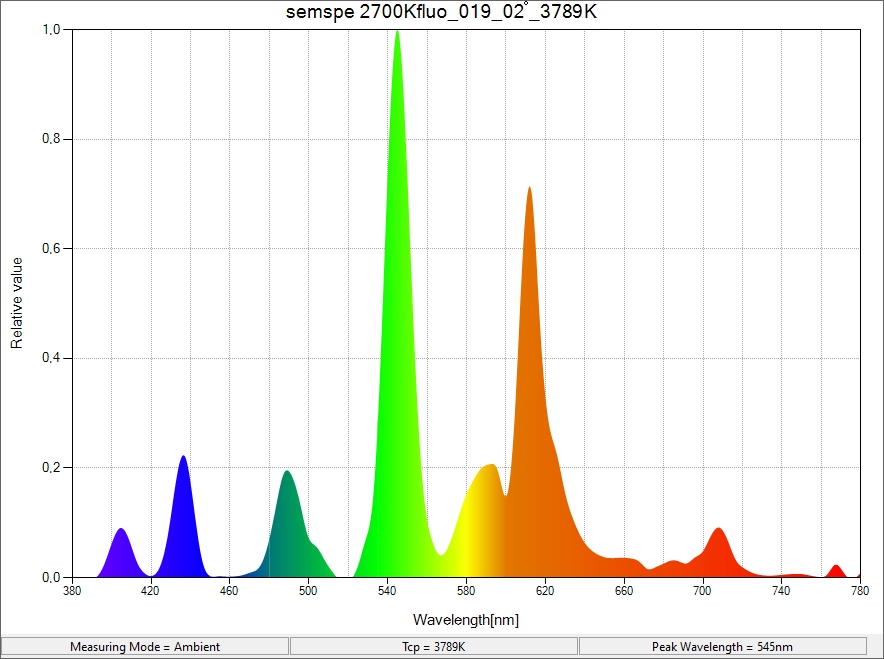 semspe 2700Kfluo_019_02°_3789K
1,0
0,8
0,6
0,4
0,2
0,0
Relative value
380 420 460 500 540 580 620 660 700 740 780
Wavelength[nm]
Measuring Mode = Ambient Tcp = 3789K Peak Wavelength = 545nm